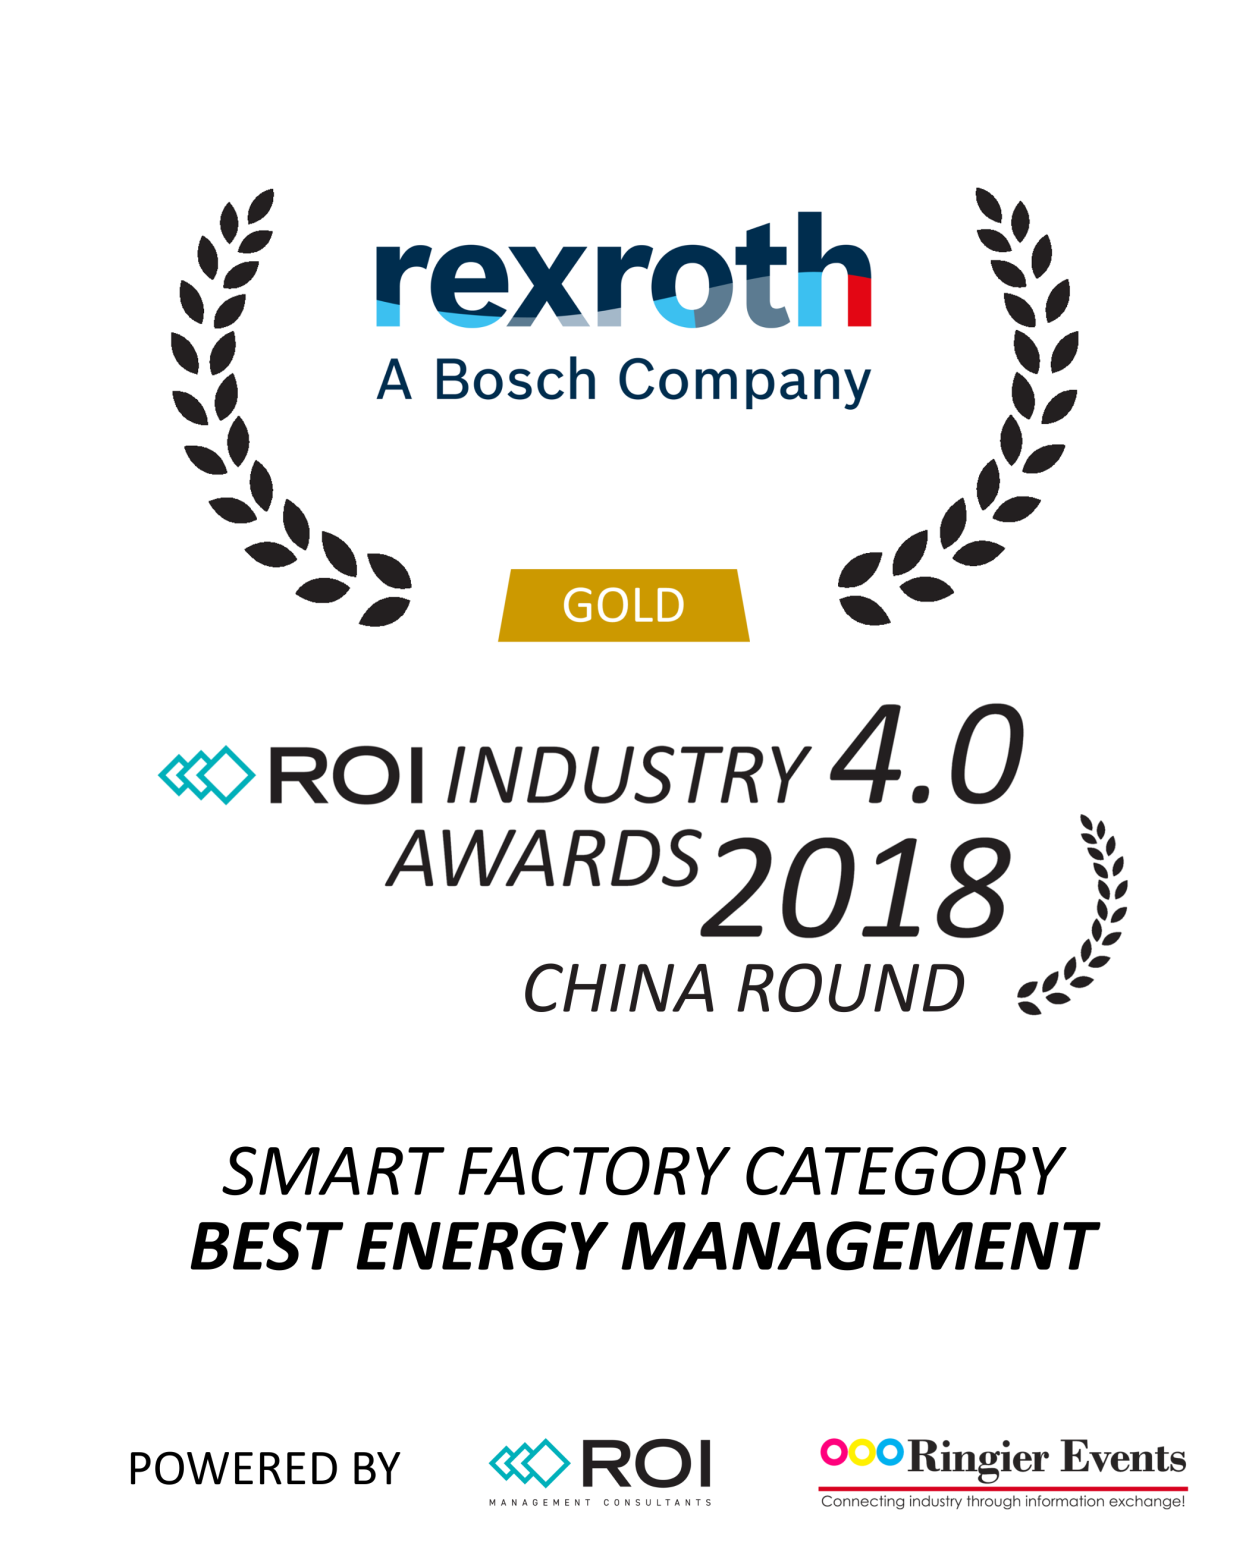 rexroth
A Bosch Company
GOLD
ROI INDUSTRY 4.0
AWARDS 2018
CHINA ROUND
SMART FACTORY CATEGORY
BEST ENERGY MANAGEMENT
POWERED BY
ROI
MANAGEMENT CONSULTANTS
Ringier Events
Connecting industry through information exchange!